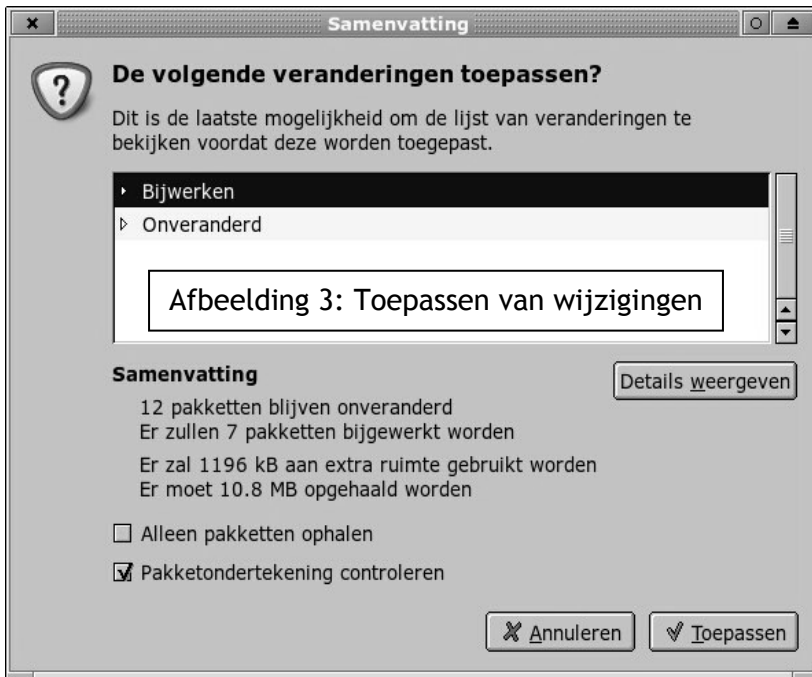 Samenvatting
De volgende veranderingen toepassen?
Dit is de laatste mogelijkheid om de lijst van veranderingen te
bekijken voordat deze worden toegepast.
Bijwerken
Onveranderd
Afbeelding 3: Toepassen van wijzigingen
Samenvatting
Details weergeven
12 pakketten blijven onveranderd
Er zullen 7 pakketten bijgewerkt worden
Er zal 1196 kB aan extra ruimte gebruikt worden
Er moet 10.8 MB opgehaald worden
Alleen pakketten ophalen
Pakketondertekening controleren
Annuleren
Toepassen